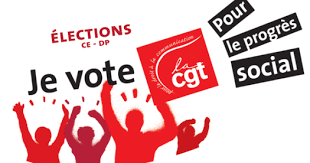 ÉLECTIONS
CE - DP
Je vote
la
cgt
Pour
le progrès
social